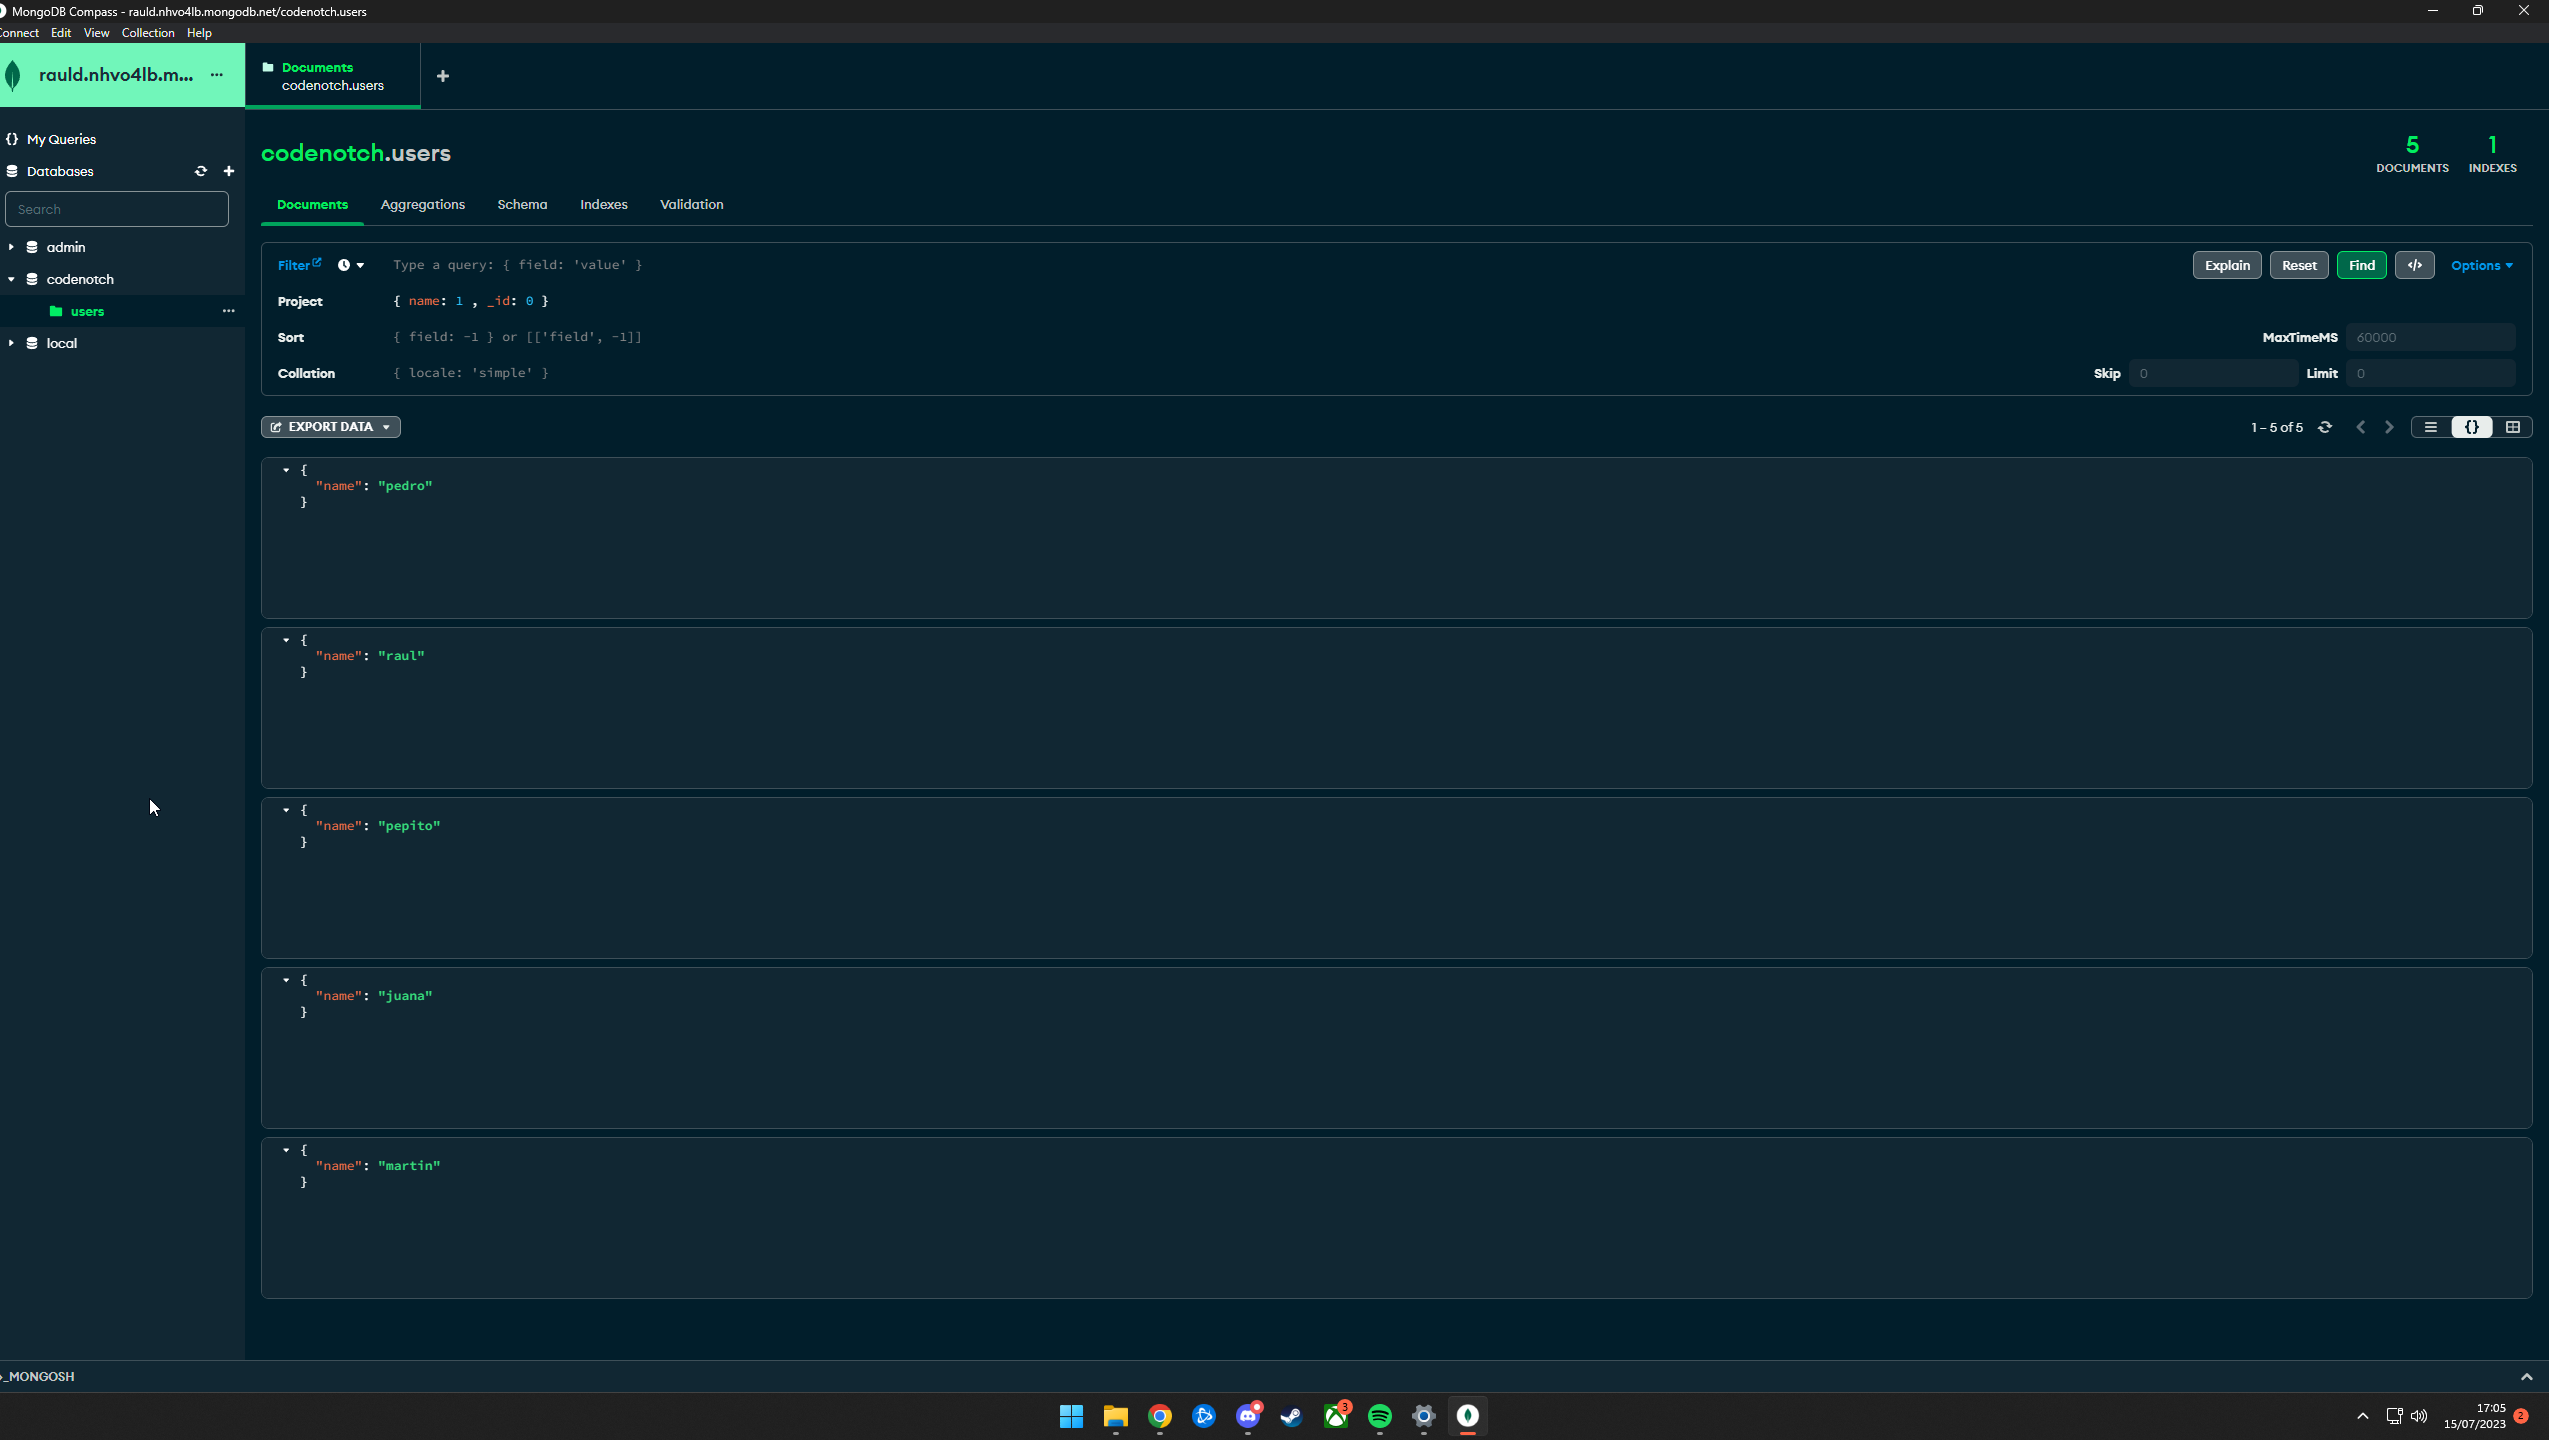 MongoDB Compass - rauld.nhvo4lb.mongodb.net/codenotch.users
onnect Edit View Collection Help
rauld.nhvo4lb.m... ...
Documents
codenotch.users
{} My Queries
Databases
Search
admin
codenotch
users ...
local
codenotch.users
5
DOCUMENTS
1
INDEXES
Documents Aggregations Schema Indexes Validation
Filter Type a query: { field: 'value' } Explain Reset Find </> Options
Project { name: 1 , _id: 0 }
Sort { field: -1 } or [['field', -1]] MaxTimeMS 60000
Collation { locale: 'simple' } Skip 0 Limit 0
EXPORT DATA 1 – 5 of 5 {}
{
"name": "pedro"
}
{
"name": "raul"
}
{
"name": "pepito"
}
{
"name": "juana"
}
{
"name": "martin"
}
>_MONGOSH
3
17:05
15/07/2023 2